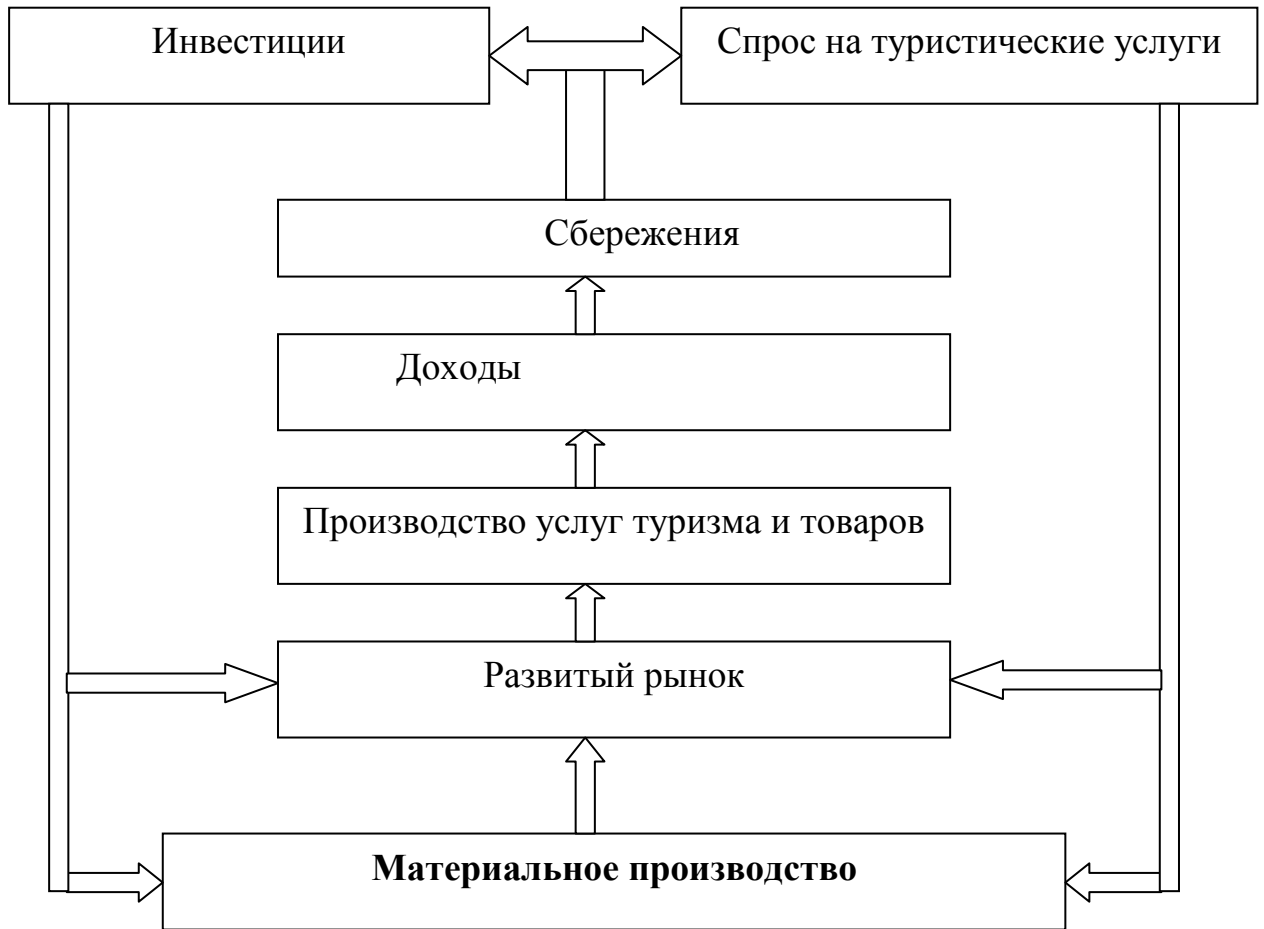 Инвестиции
Спрос на туристические услуги
Сбережения
Доходы
Производство услуг туризма и товаров
Развитый рынок
Материальное производство